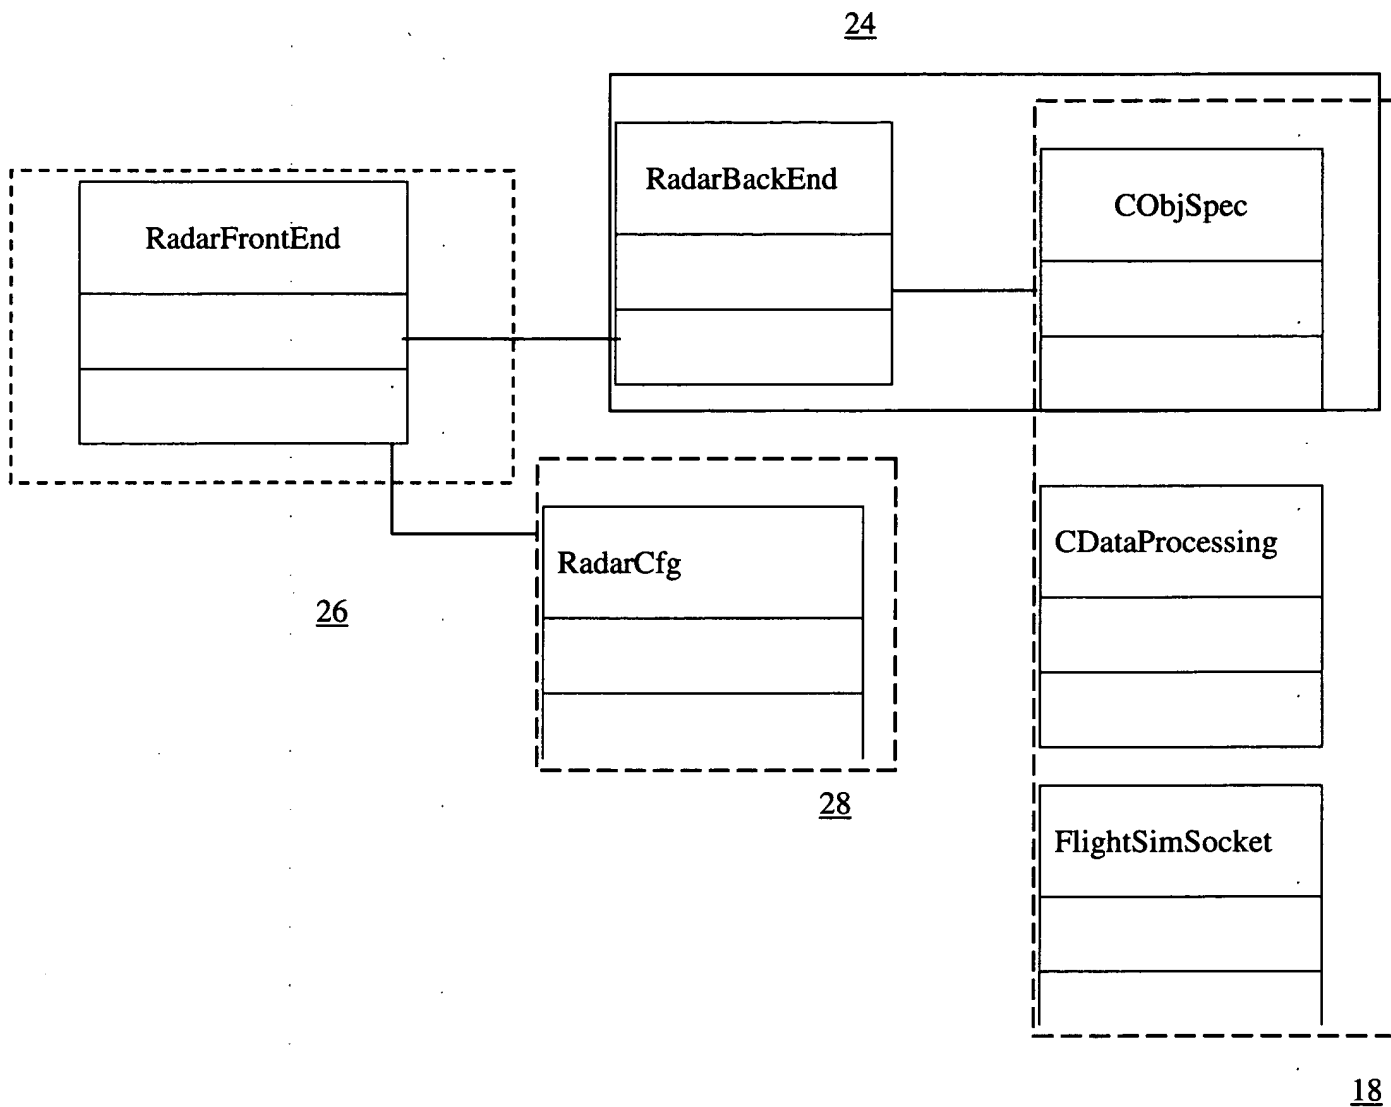 24
RadarBackEnd
CObjSpec
RadarFrontEnd
CDataProcessing
RadarCfg
26
28
FlightSimSocket
18